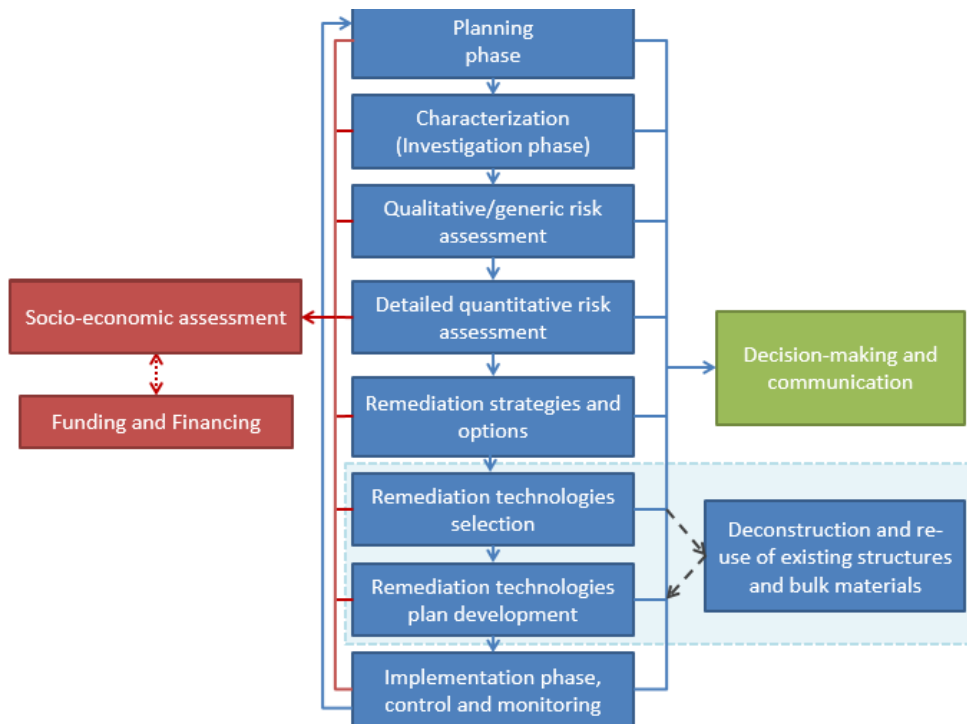 Planning
phase
Characterization
(Investigation phase)
Qualitative/generic risk
assessment
Socio-economic assessment
Detailed quantitative risk
assessment
Decision-making and
communication
Funding and Financing
Remediation strategies and
options
Remediation technologies
selection
Deconstruction and re-
use of existing structures
and bulk materials
Remediation technologies
plan development
Implementation phase,
control and monitoring